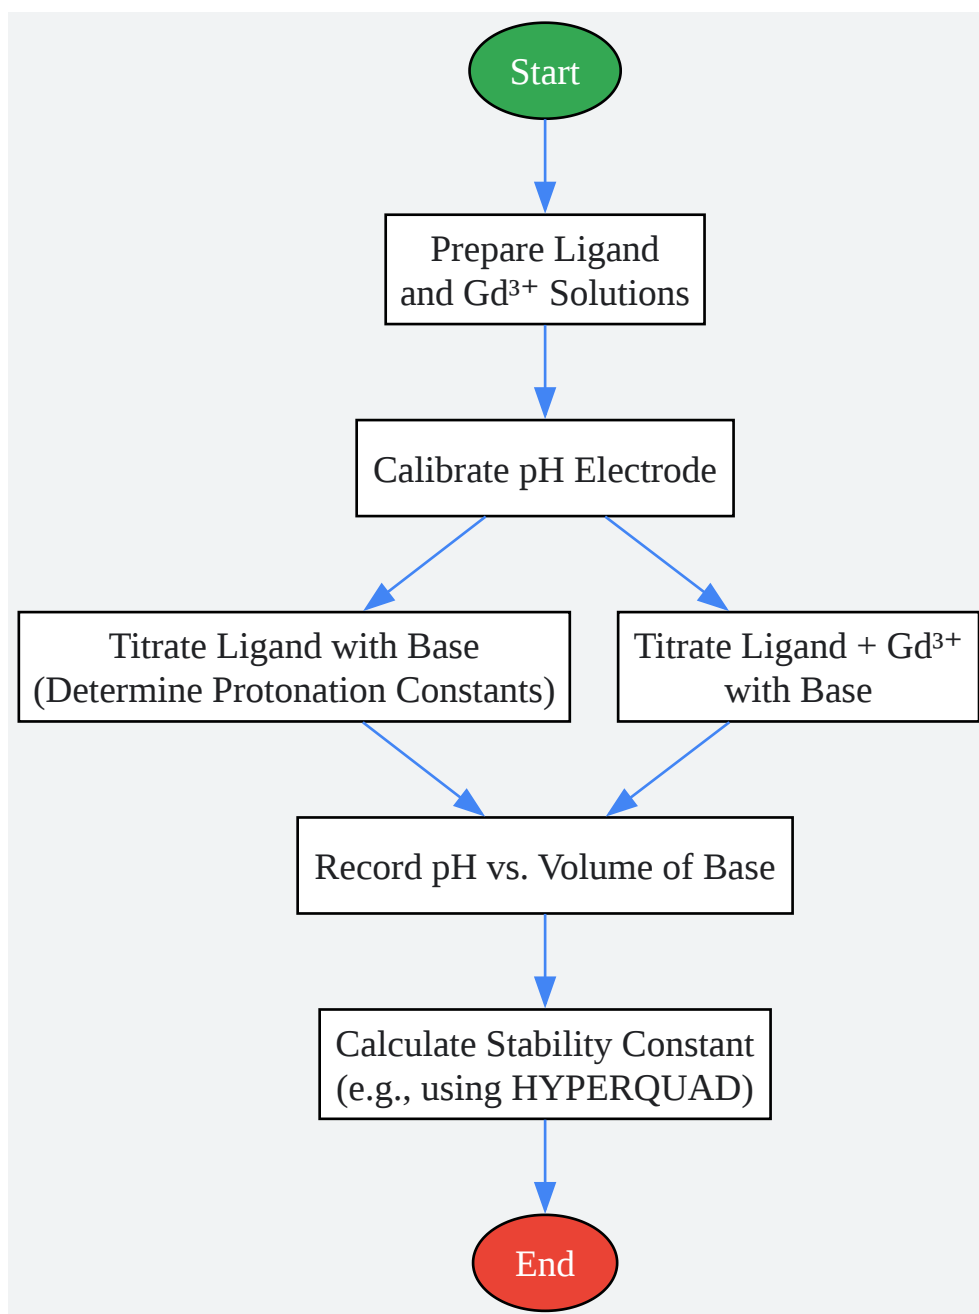 Start
Prepare Ligand
and Gd³⁺ Solutions
Calibrate pH Electrode
Titrate Ligand with Base
(Determine Protonation Constants)
Titrate Ligand + Gd³⁺
with Base
Record pH vs. Volume of Base
Calculate Stability Constant
(e.g., using HYPERQUAD)
End